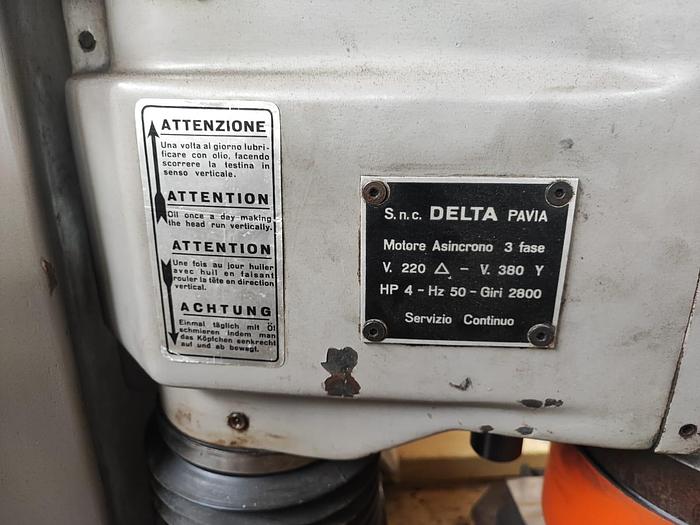 ATTENZIONE
Una volta al giorno lubri-
ficare con olio, facendo
scorrere la testina in
senso verticale.
ATTENTION
Oil once a day making
the head run vertically.
ATTENTION
Une fois au jour huiler
avec huil en faisant
rouler la tête en direction
vertical.
ACHTUNG
Einmal täglich mit Öl
schmieren indem man
das Köpfchen senkrecht
auf und ab bewegt.
S.n.c. DELTA PAVIA
Motore Asincrono 3 fase
V. 220 △ - V. 380 Y
HP 4 - Hz 50 - Giri 2800
Servizio Continuo